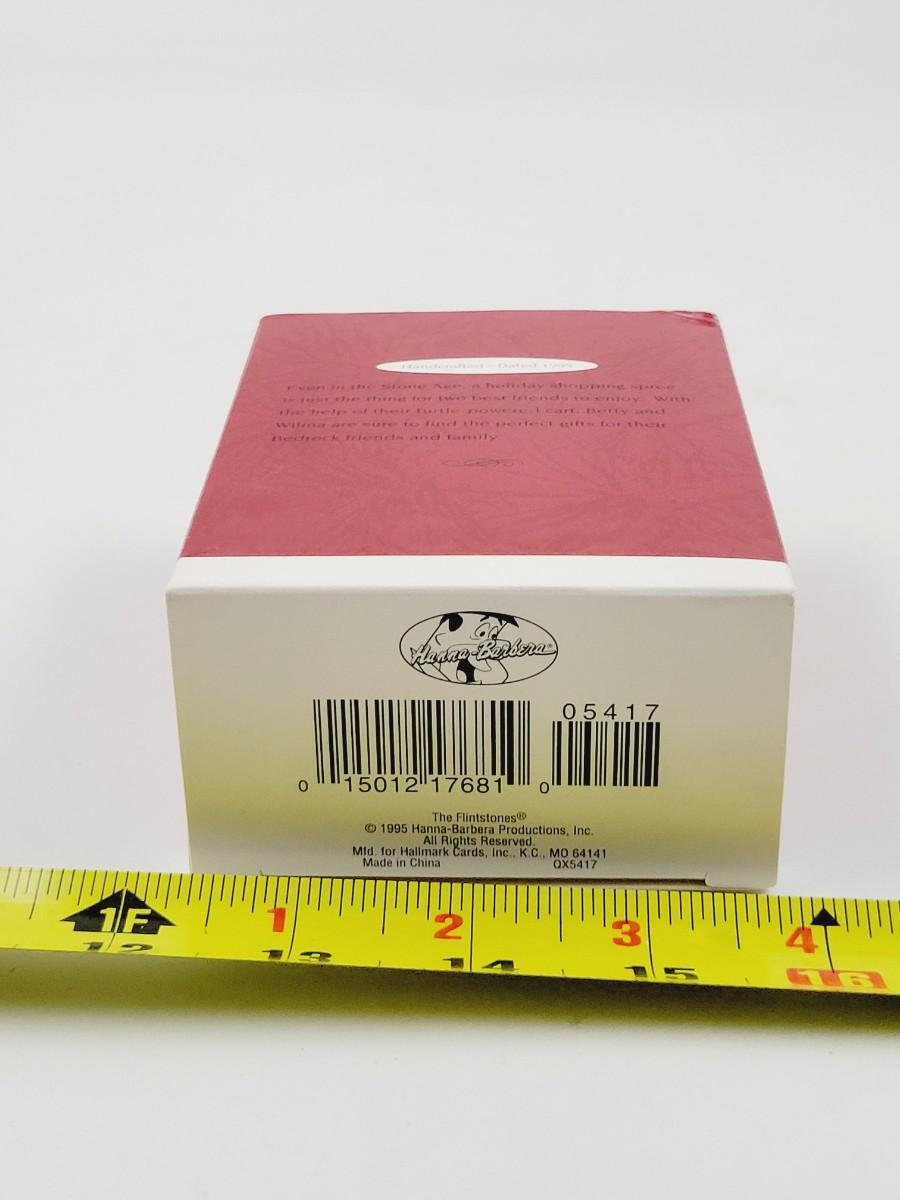 Handcrafted - Dated 1995
Even in the Stone Age, a holiday shopping spree
is just the thing for two best friends to enjoy. With
the help of their turtle-powered cart, Betty and
Wilma are sure to find the perfect gifts for their
Bedrock friends and family.
Hanna-Barbera®
05417
0 15012 17681 0
The Flintstones®
© 1995 Hanna-Barbera Productions, Inc.
All Rights Reserved.
Mfd. for Hallmark Cards, Inc., K.C., MO 64141
Made in China QX5417
1F 1 2 3 4
12 13 14 15 16